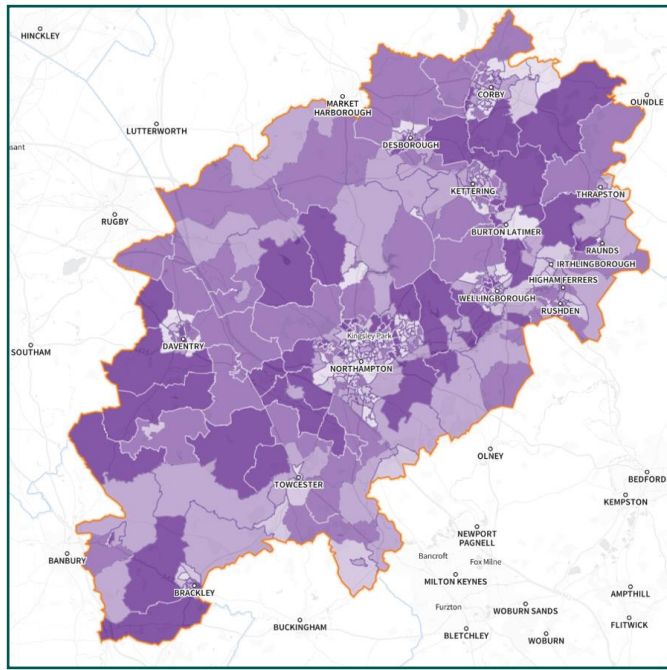 HINCKLEY
CORBY
OUNDLE
MARKET
HARBOROUGH
LUTTERWORTH
DESBOROUGH
sant
KETTERING
THRAPSTON
RUGBY
BURTON LATIMER
RAUNDS
IRTHLINGBOROUGH
HIGHAM FERRERS
WELLINGBOROUGH
RUSHDEN
Kingsley Park
DAVENTRY
SOUTHAM
NORTHAMPTON
OLNEY
BEDFORD
TOWCESTER
KEMPSTON
NEWPORT
PAGNELL
BANBURY
Bancroft
Fox Milne
MILTON KEYNES
BRACKLEY
AMPTHILL
Furzton
WOBURN SANDS
BUCKINGHAM
FLITWICK
BLETCHLEY
WOBURN